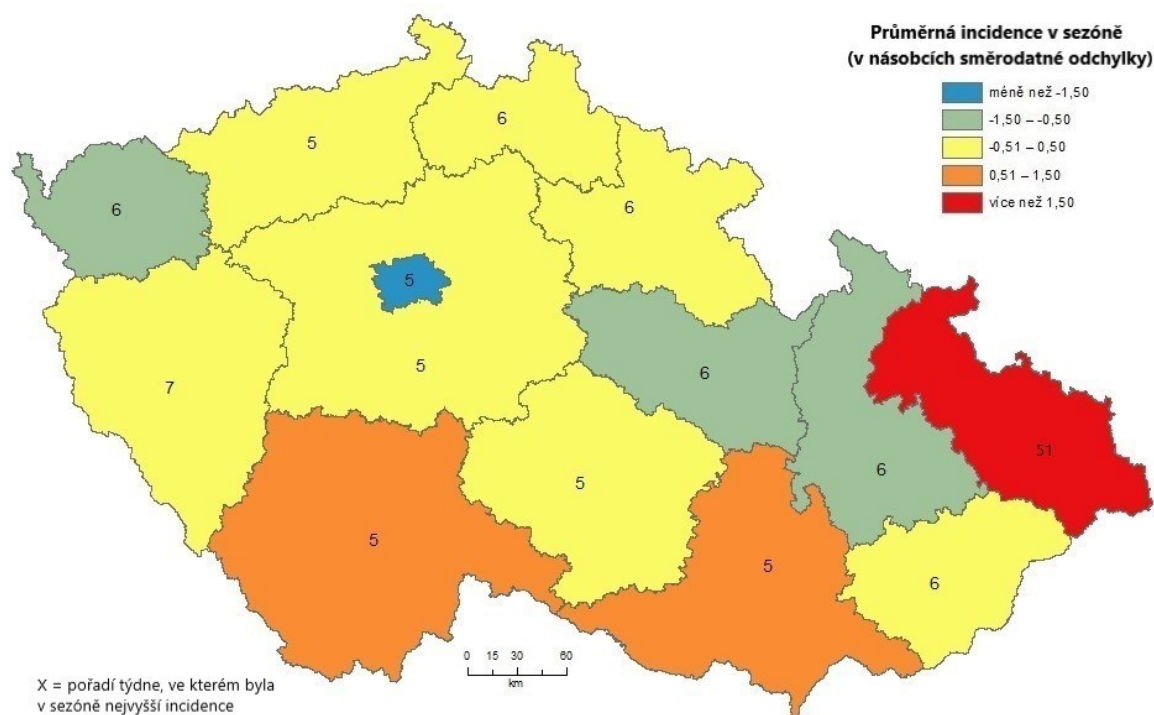 Průměrná incidence v sezóně
(v násobcích směrodatné odchylky)
méně než -1,50
-1,50 – -0,50
-0,51 – 0,50
0,51 – 1,50
více než 1,50
6
5
6
6
5
5
7
6
51
6
5
5
5
6
0 15 30 60
km
X = pořadí týdne, ve kterém byla
v sezóně nejvyšší incidence